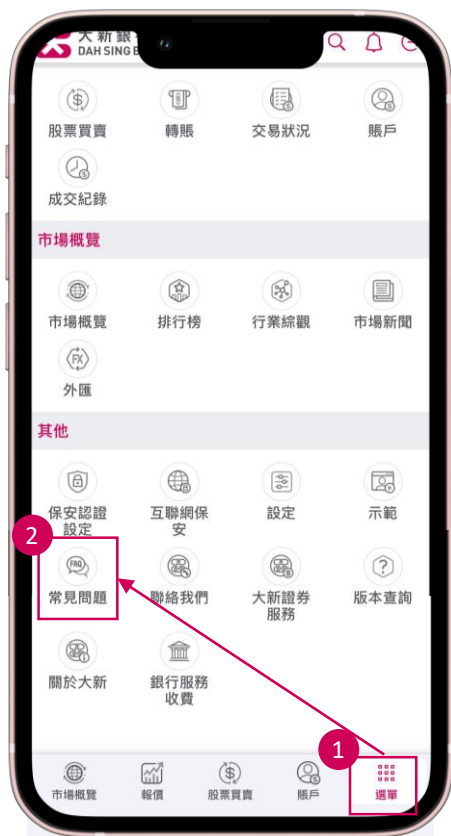 大新銀
DAH SING
股票買賣 轉賬 交易狀況 賬戶
成交紀錄
市場概覽
市場概覽 排行榜 行業綜觀 市場新聞
FX
外匯
其他
保安認證設定 互聯網保安 設定 示範
2
FAQ
常見問題 聯絡我們 大新證券服務 版本查詢
關於大新 銀行服務收費
1
市場概覽 報價 股票買賣 賬戶 選單